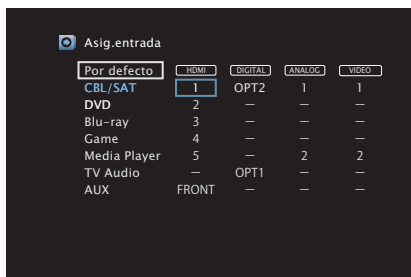 Asig.entrada
Por defecto HDMI DIGITAL ANALOG VIDEO
CBL/SAT 1 OPT2 1 1
DVD 2 — — —
Blu-ray 3 — — —
Game 4 — — —
Media Player 5 — 2 2
TV Audio — OPT1 — —
AUX FRONT — — —